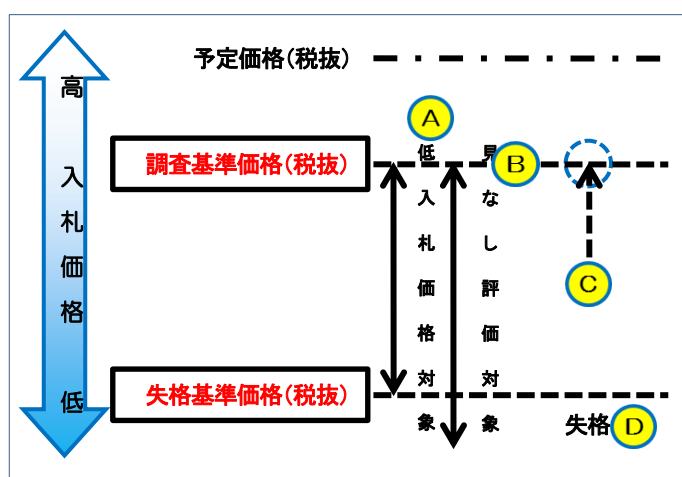 予定価格(税抜)
高 入札価格 低
A
調査基準価格(税抜)
低入札価格対象
見なし評価対象
B
C
失格基準価格(税抜)
失格
D